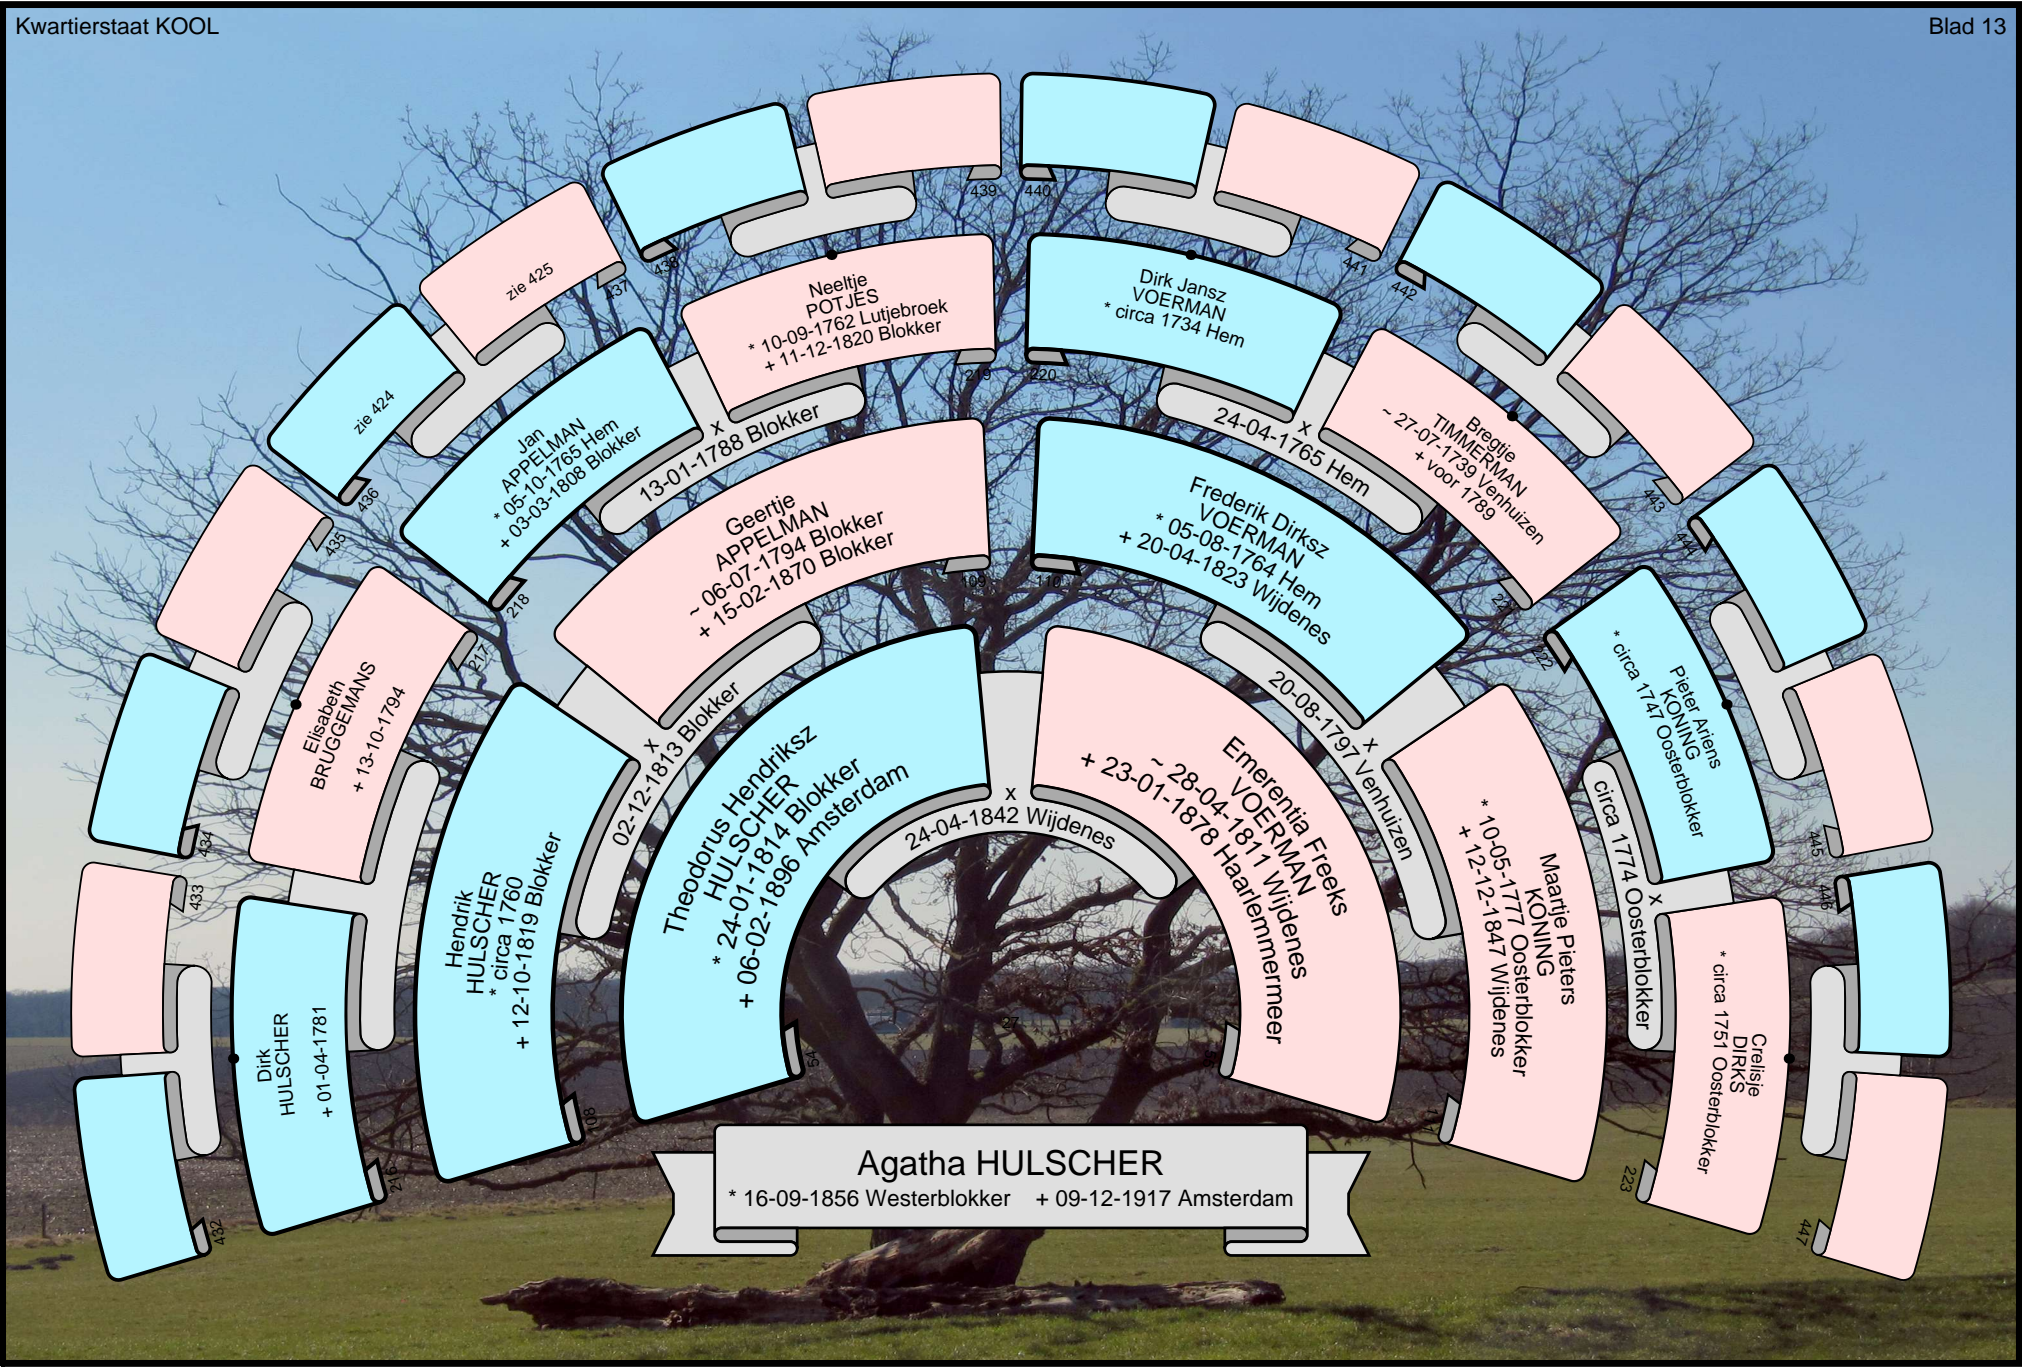 Kwartierstaat KOOL
Blad 13
439
440
438
441
437
442
zie 425
zie 424
436
443
435
444
434
445
433
446
432
447
Neeltje
POTJES
* 10-09-1762 Lutjebroek
+ 11-12-1820 Blokker
219
Dirk Jansz
VOERMAN
* circa 1734 Hem
220
Jan
APPELMAN
* 05-10-1765 Hem
+ 03-03-1808 Blokker
218
x
13-01-1788 Blokker
x
24-04-1765 Hem
Bregtje
TIMMERMAN
~ 27-07-1739 Venhuizen
+ voor 1789
Elisabeth
BRUGGEMANS
+ 13-10-1794
217
Pieter Ariens
KONING
* circa 1747 Oosterblokker
222
Dirk
HULSCHER
+ 01-04-1781
216
x
circa 1774 Oosterblokker
Crelisje
DIRKS
* circa 1751 Oosterblokker
223
Geertje
APPELMAN
~ 06-07-1794 Blokker
+ 15-02-1870 Blokker
109
Frederik Dirksz
VOERMAN
* 05-08-1764 Hem
+ 20-04-1823 Wijdenes
110
Hendrik
HULSCHER
* circa 1760
+ 12-10-1819 Blokker
108
x
02-12-1813 Blokker
x
20-08-1797 Venhuizen
Maartje Pieters
KONING
* 10-05-1777 Oosterblokker
+ 12-12-1847 Wijdenes
Theodorus Hendriksz
HULSCHER
* 24-01-1814 Blokker
+ 06-02-1896 Amsterdam
54
x
24-04-1842 Wijdenes
Emerentia Freeks
VOERMAN
~ 28-04-1811 Wijdenes
+ 23-01-1878 Haarlemmermeer
27
Agatha HULSCHER
* 16-09-1856 Westerblokker + 09-12-1917 Amsterdam